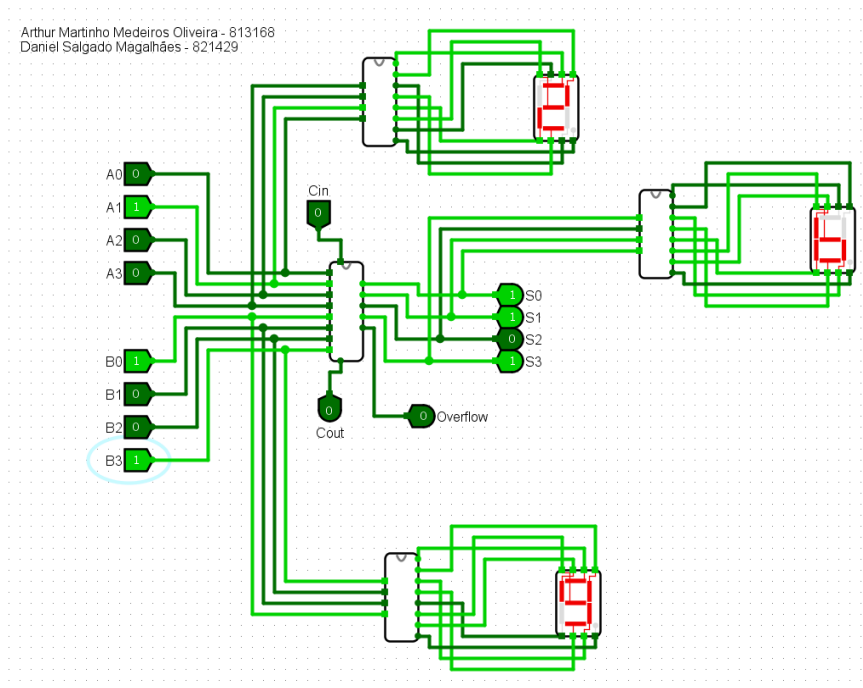 Arthur Martinho Medeiros Oliveira - 813168
Daniel Salgado Magalhães - 821429
A0 0
A1 1
A2 0
A3 0
Cin
0
B0 1
B1 0
B2 0
B3 1
1 S0
1 S1
0 S2
1 S3
0
Cout
0 Overflow